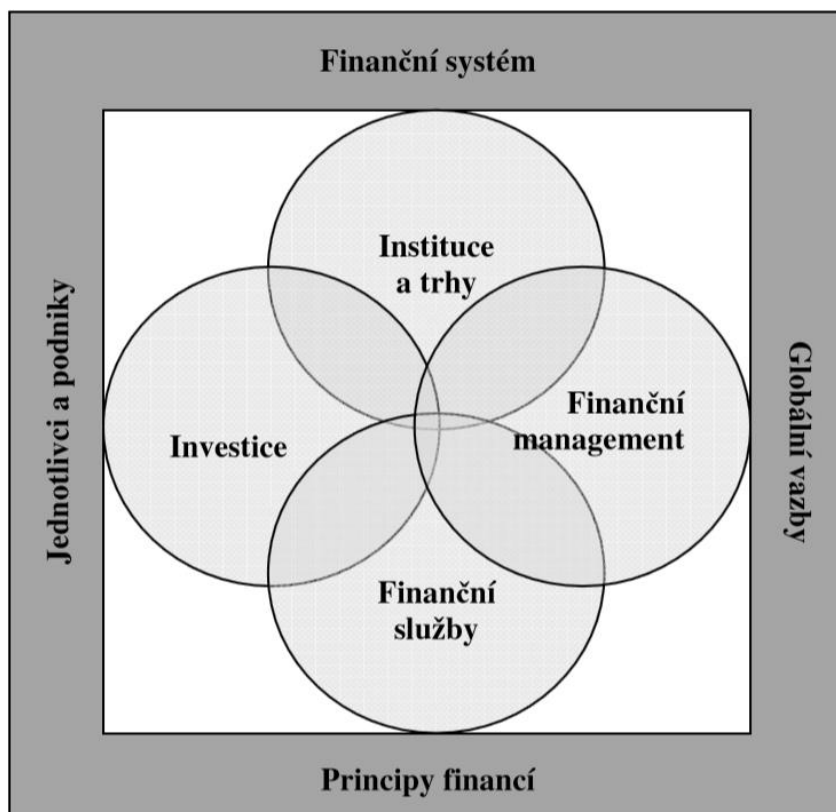 Finanční systém
Instituce
a trhy
Jednotlivci a podniky
Globální vazby
Finanční
management
Investice
Finanční
služby
Principy financí